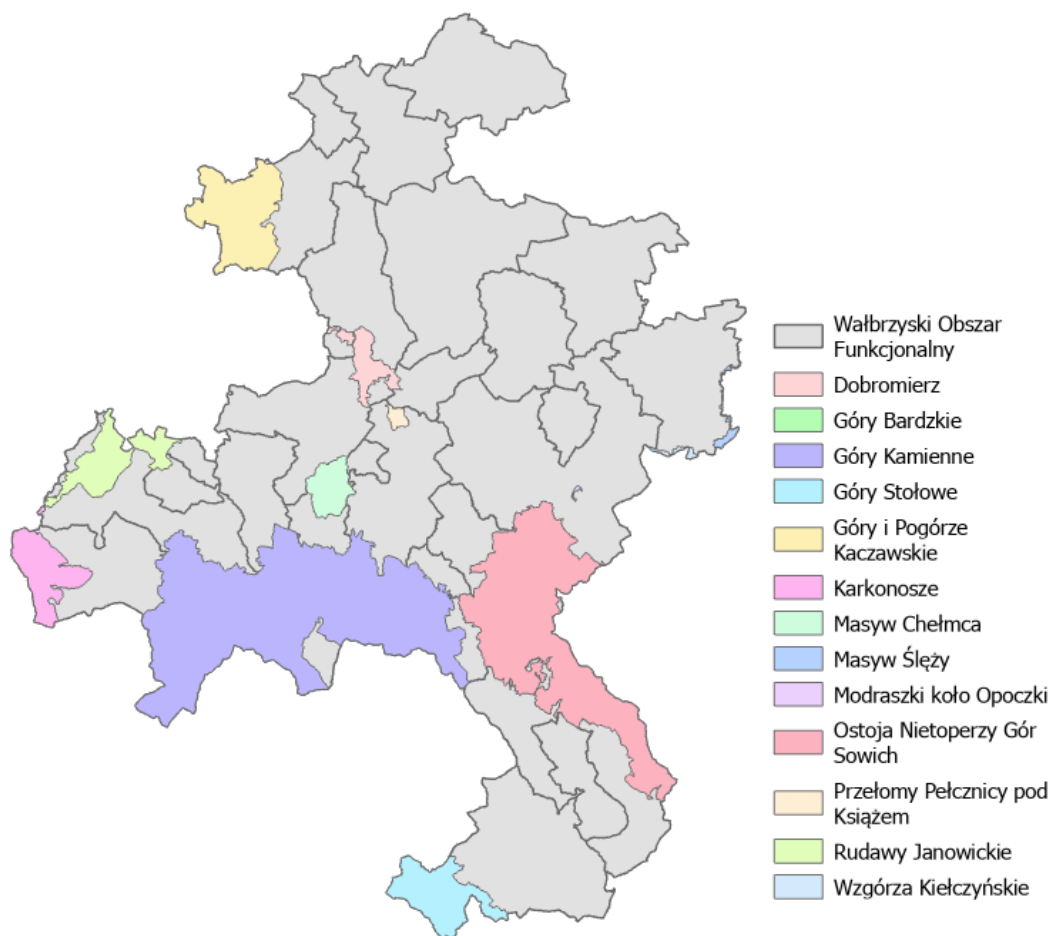 Wałbrzyski Obszar
Funkcjonalny
Dobromierz
Góry Bardzkie
Góry Kamienne
Góry Stołowe
Góry i Pogórze
Kaczawskie
Karkonosze
Masyw Chełmca
Masyw Ślęży
Modraszki koło Opoczki
Ostoja Nietoperzy Gór
Sowich
Przełomy Pełcznicy pod
Książem
Rudawy Janowickie
Wzgórza Kiełczyńskie